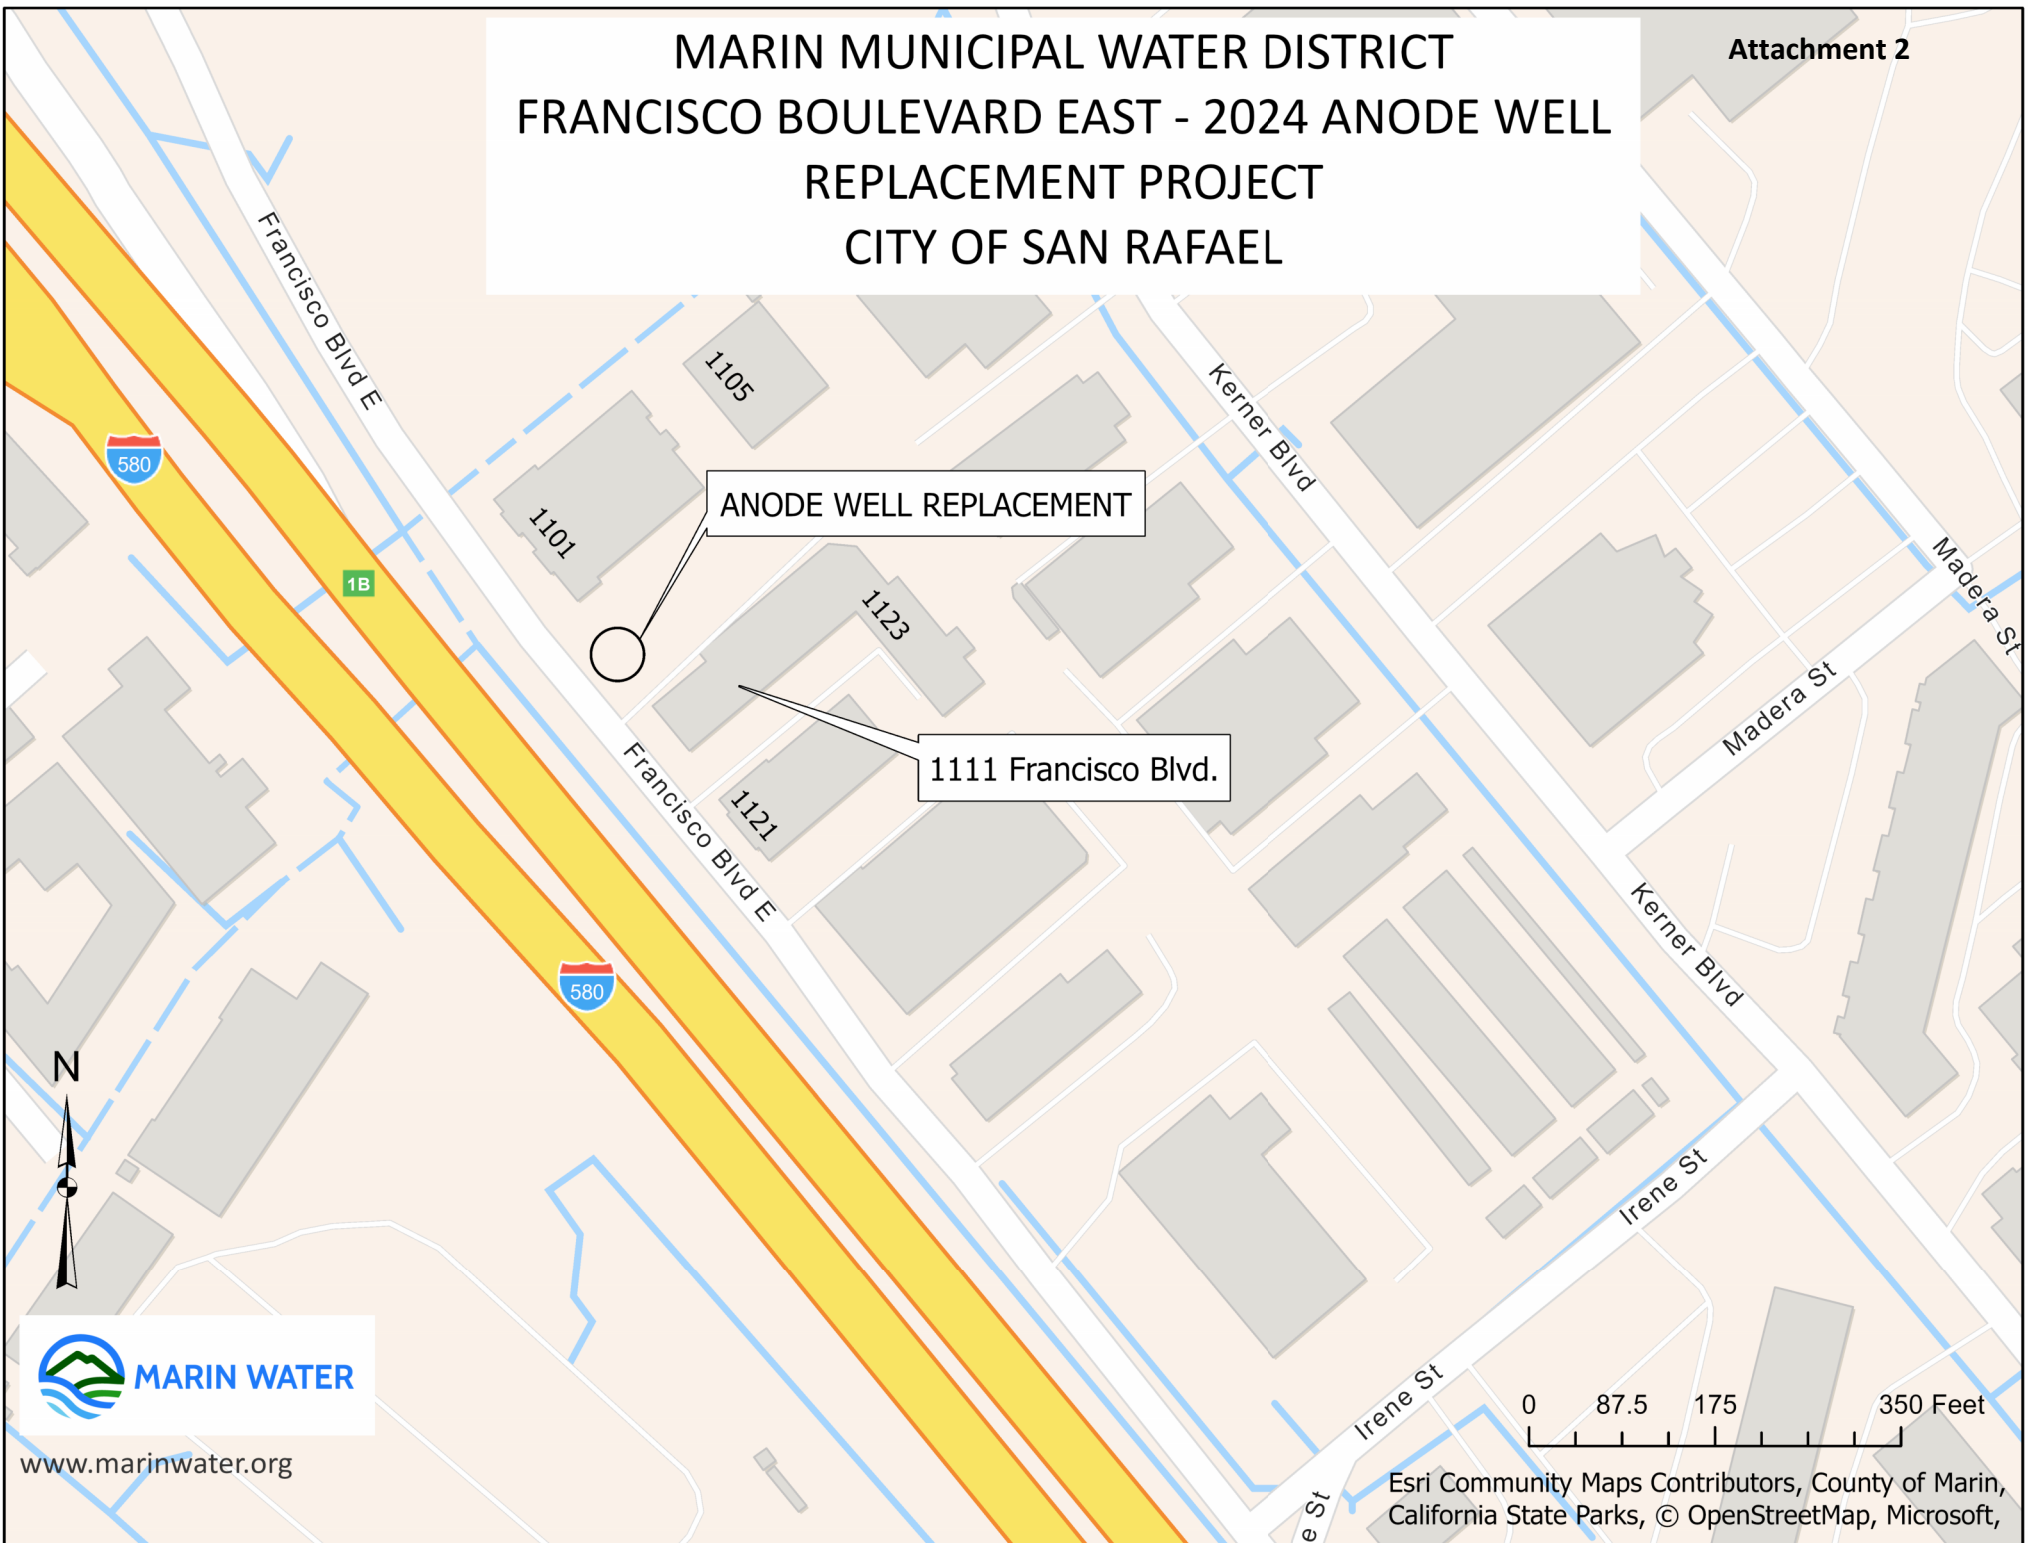 MARIN MUNICIPAL WATER DISTRICT
FRANCISCO BOULEVARD EAST - 2024 ANODE WELL
REPLACEMENT PROJECT
CITY OF SAN RAFAEL
Attachment 2
Francisco Blvd E
1105
Kerner Blvd
580
ANODE WELL REPLACEMENT
1101
1B
1123
Madera St
Madera St
1111 Francisco Blvd.
Francisco Blvd E
1121
Kerner Blvd
580
N
Irene St
Irene St
e St
MARIN WATER
www.marinwater.org
0 87.5 175 350 Feet
Esri Community Maps Contributors, County of Marin,
California State Parks, © OpenStreetMap, Microsoft,